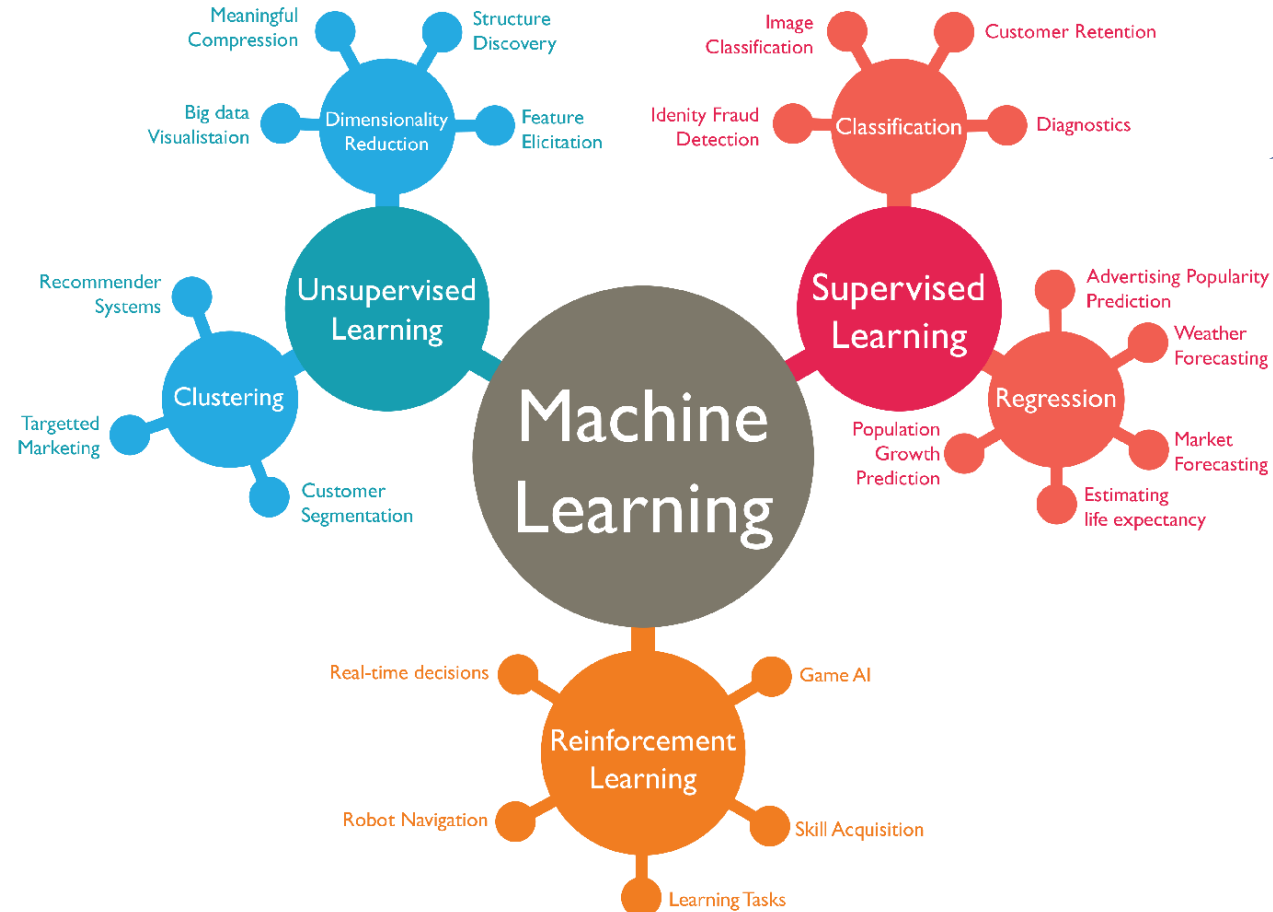 Meaningful
Compression
Structure
Discovery
Big data
Visualistaion
Dimensionality
Reduction
Feature
Elicitation
Image
Classification
Customer Retention
Idenity Fraud
Detection
Classification
Diagnostics
Unsupervised
Learning
Supervised
Learning
Recommender
Systems
Clustering
Targetted
Marketing
Customer
Segmentation
Machine
Learning
Advertising Popularity
Prediction
Weather
Forecasting
Regression
Population
Growth
Prediction
Market
Forecasting
Estimating
life expectancy
Real-time decisions
Game AI
Reinforcement
Learning
Robot Navigation
Skill Acquisition
Learning Tasks